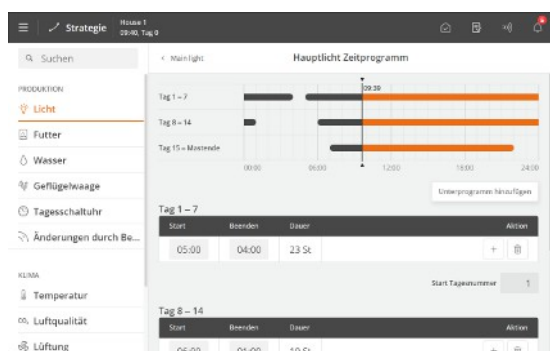 Strategie
House 1
09:40, Tag 0
Suchen
Main light
Hauptlicht Zeitprogramm
PRODUKTION
Licht
Futter
Wasser
Geflügelwaage
Tagesschaltuhr
Änderungen durch Be...
KLIMA
Temperatur
Luftqualität
Lüftung
09:39
Tag 1 – 7
Tag 8 – 14
Tag 15 – Mastende
00:00 06:00 12:00 18:00 24:00
Unterprogramm hinzufügen
Tag 1 – 7
Start Beenden Dauer Aktion
05:00 04:00 23 St
Start Tagesnummer 1
Tag 8 – 14
Start Beenden Dauer Aktion